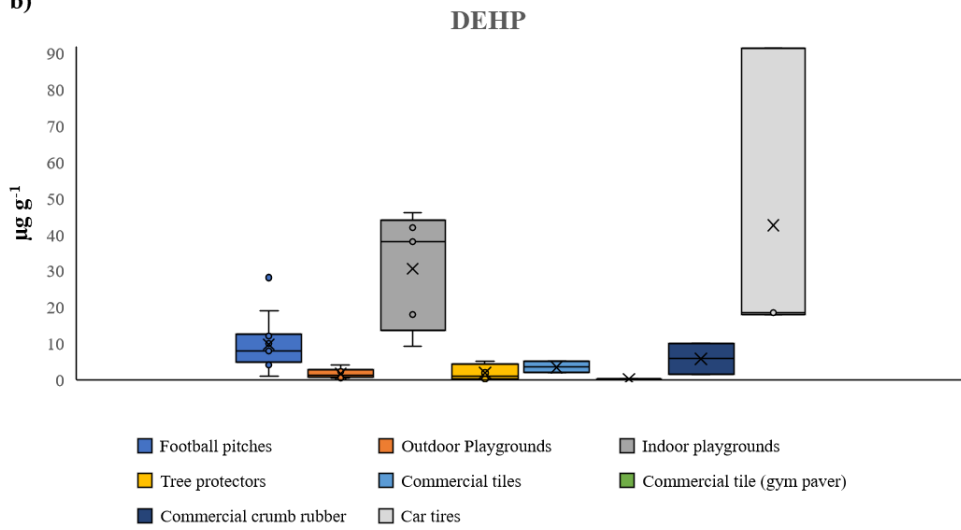 b)
DEHP
90
80
70
60
50
40
30
20
10
0
µg g-1
Football pitches
Outdoor Playgrounds
Indoor playgrounds
Tree protectors
Commercial tiles
Commercial tile (gym paver)
Commercial crumb rubber
Car tires